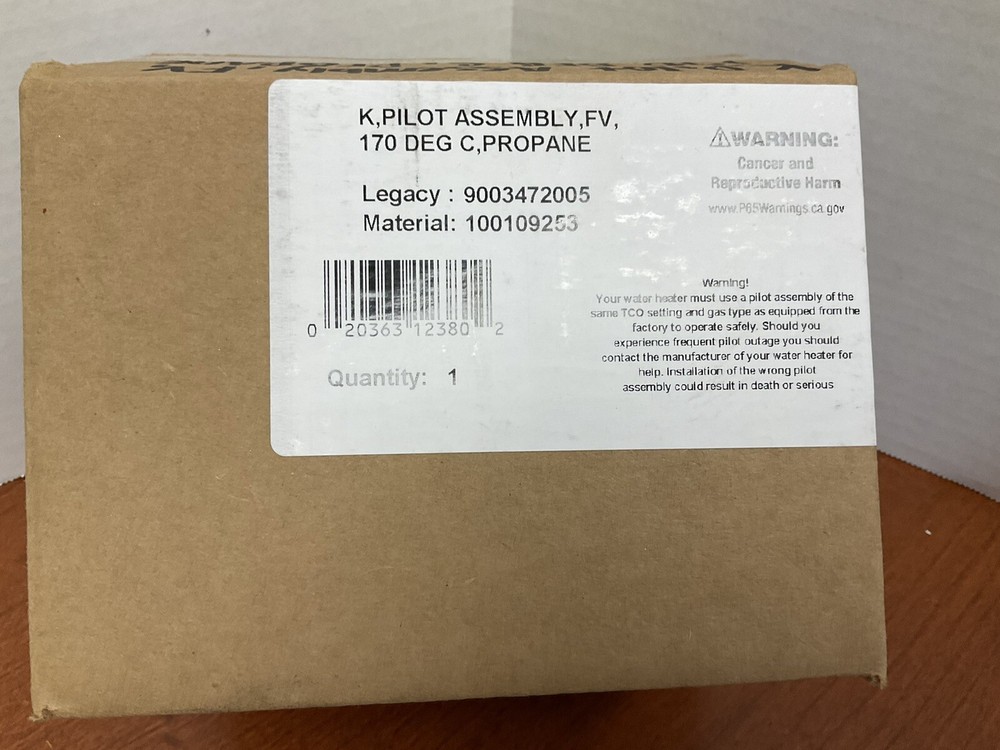 K,PILOT ASSEMBLY,FV,
170 DEG C,PROPANE
Legacy : 9003472005
Material: 100109253
0 20363 12380 2
Quantity: 1
WARNING:
Cancer and
Reproductive Harm
www.P65Warnings.ca.gov
Warning!
Your water heater must use a pilot assembly of the
same TCO setting and gas type as equipped from the
factory to operate safely. Should you
experience frequent pilot outage you should
contact the manufacturer of your water heater for
help. Installation of the wrong pilot
assembly could result in death or serious